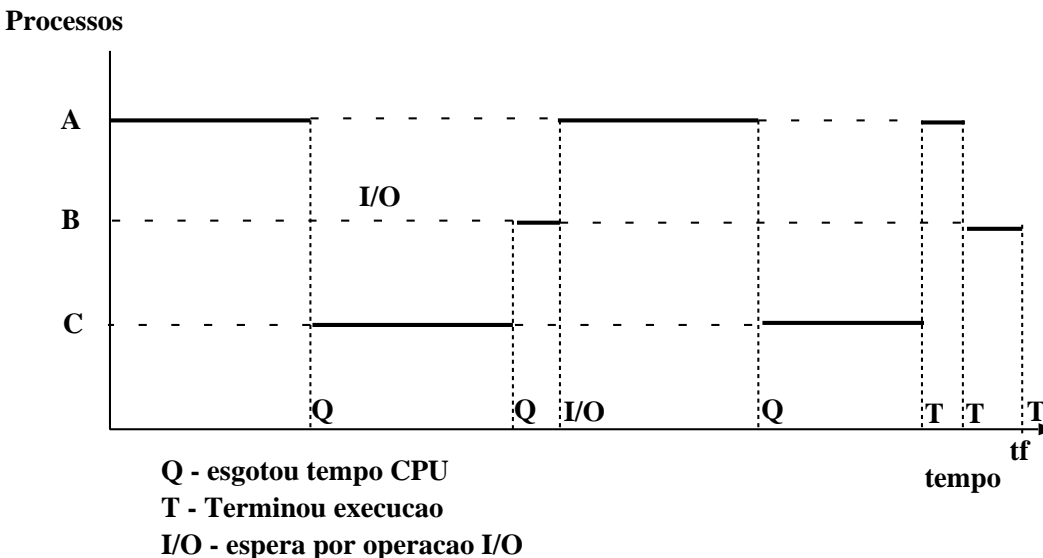 Processos
A
I/O
B
C
Q Q I/O Q T T T
tf
tempo
Q - esgotou tempo CPU
T - Terminou execucao
I/O - espera por operacao I/O